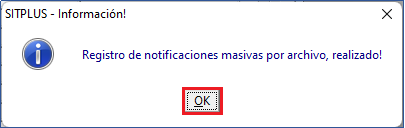 SITPLUS - Información!
Registro de notificaciones masivas por archivo, realizado!
OK